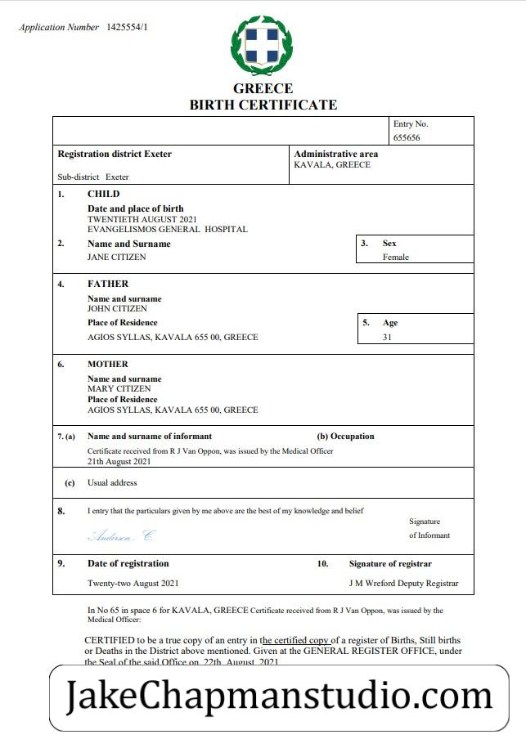 Application Number 1425554/1
GREECE
BIRTH CERTIFICATE
Entry No.
655656
Registration district Exeter
Sub-district Exeter
Administrative area
KAVALA, GREECE
1. CHILD
Date and place of birth
TWENTIETH AUGUST 2021
EVANGELISMOS GENERAL HOSPITAL
2. Name and Surname
JANE CITIZEN
3. Sex
Female
4. FATHER
Name and surname
JOHN CITIZEN
Place of Residence
AGIOS SYLLAS, KAVALA 655 00, GREECE
5. Age
31
6. MOTHER
Name and surname
MARY CITIZEN
Place of Residence
AGIOS SYLLAS, KAVALA 655 00, GREECE
7. (a) Name and surname of informant (b) Occupation
Certificate received from R J Van Oppon, was issued by the Medical Officer
21th August 2021
(c) Usual address
8. I entry that the particulars given by me above are the best of my knowledge and belief
Anderson C
Signature
of Informant
9. Date of registration
Twenty-two August 2021
10. Signature of registrar
J M Wreford Deputy Registrar
In No 65 in space 6 for KAVALA, GREECE Certificate received from R J Van Oppon, was issued by the
Medical Officer:
CERTIFIED to be a true copy of an entry in the certified copy of a register of Births, Still births
or Deaths in the District above mentioned. Given at the GENERAL REGISTER OFFICE, under
the Seal of the said Office on 22th, August, 2021
JakeChapmanstudio.com